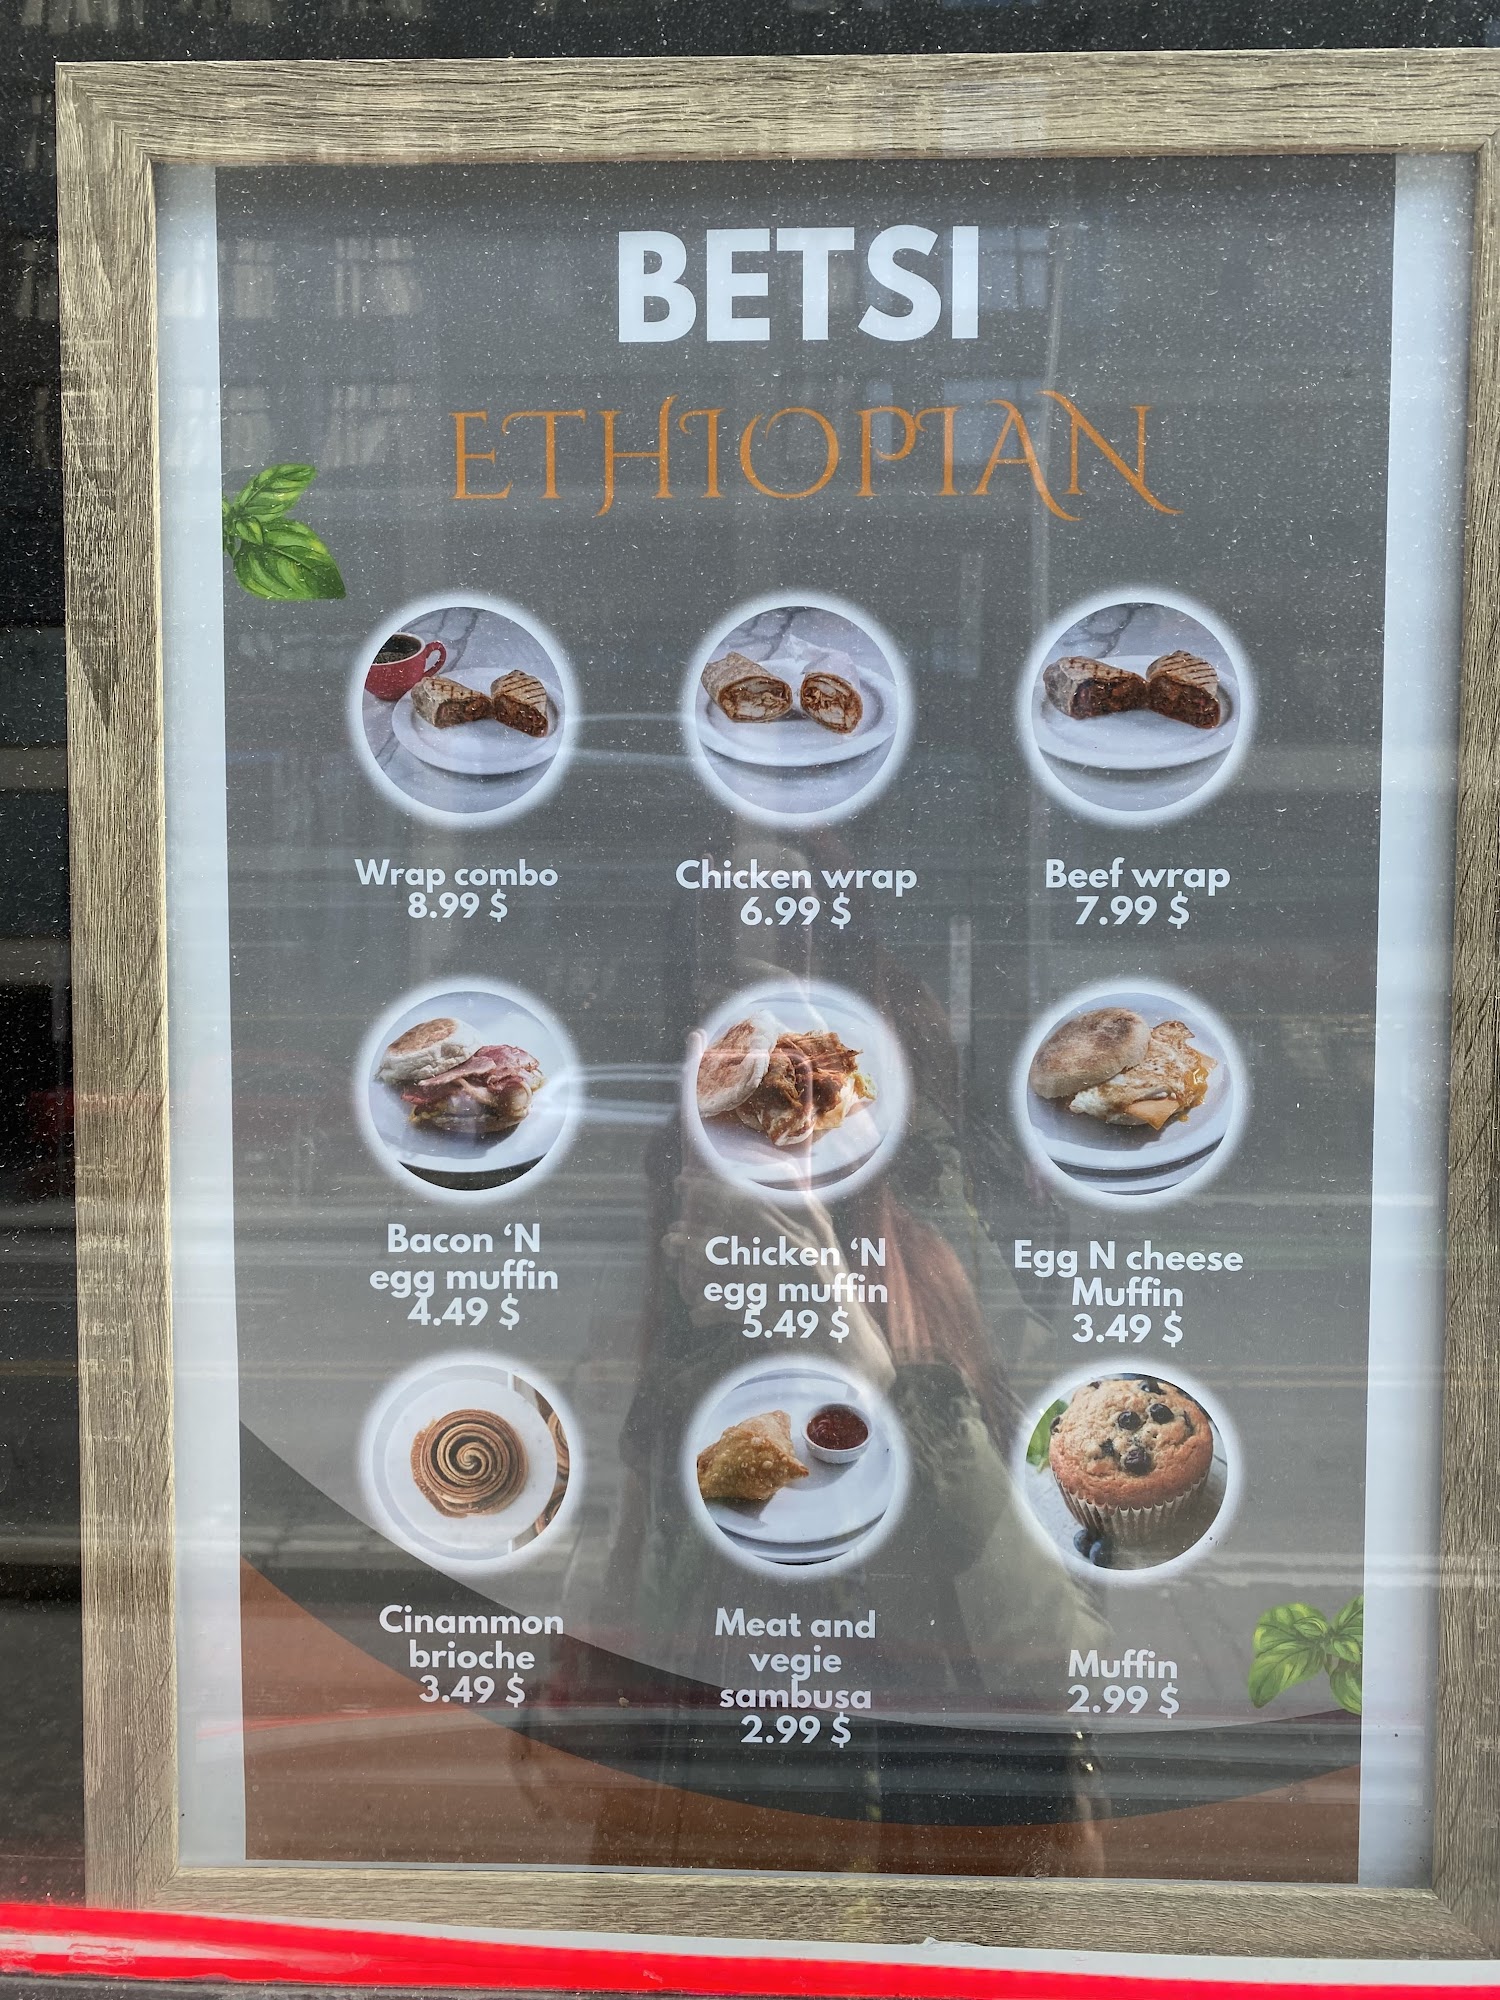 BETSI
ETHIOPIAN
Wrap combo
8.99 $
Chicken wrap
6.99 $
Beef wrap
7.99 $
Bacon ‘N
egg muffin
4.49 $
Chicken ‘N
egg muffin
5.49 $
Egg N cheese
Muffin
3.49 $
Cinammon
brioche
3.49 $
Meat and
vegie
sambusa
2.99 $
Muffin
2.99 $